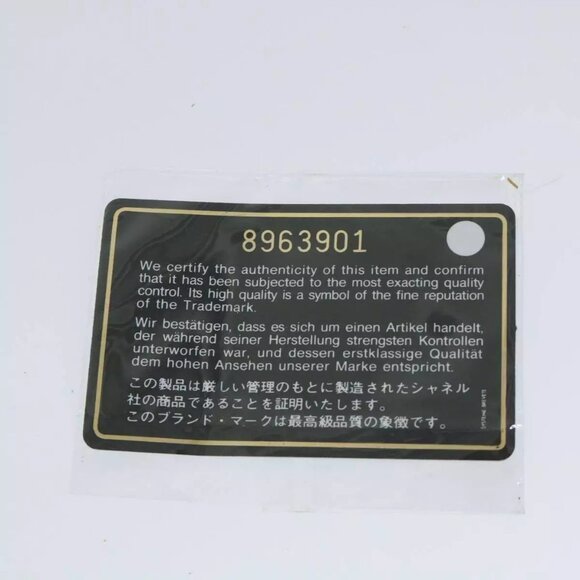 8963901
We certify the authenticity of this item and confirm
that it has been subjected to the most exacting quality
control. Its high quality is a symbol of the fine reputation
of the Trademark.
Wir bestätigen, dass es sich um einen Artikel handelt,
der während seiner Herstellung strengsten Kontrollen
unterworfen war, und dessen erstklassige Qualität
dem hohen Ansehen unserer Marke entspricht.
この製品は厳しい管理のもとに製造されたシャネル
社の商品であることを証明いたします。
このブランド・マークは最高級品質の象徴です。